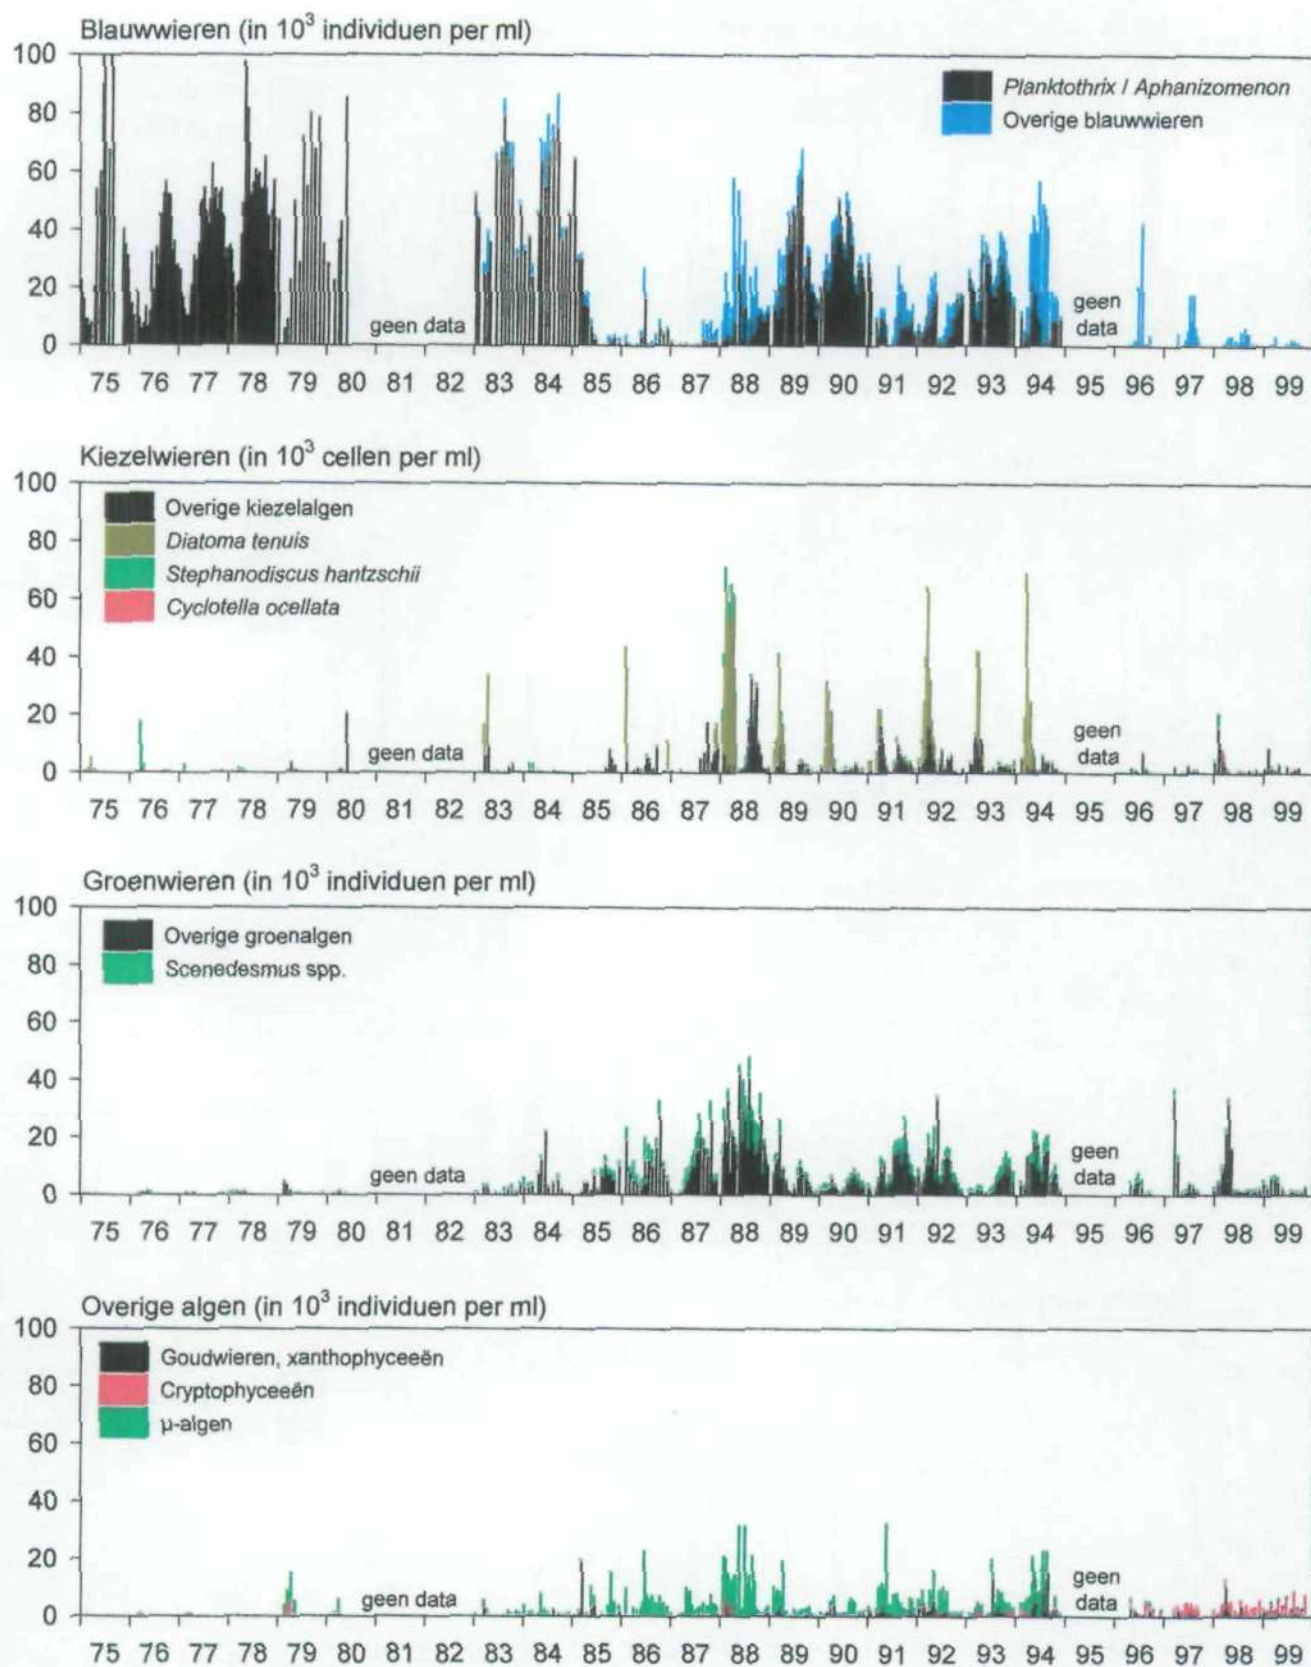 Blauwwieren (in 10³ individuen per ml)
100
80
60
40
20
0
Planktothrix / Aphanizomenon
Overige blauwwieren
geen data
geen
data
75 76 77 78 79 80 81 82 83 84 85 86 87 88 89 90 91 92 93 94 95 96 97 98 99
Kiezelwieren (in 10³ cellen per ml)
100
80
60
40
20
0
Overige kiezelalgen
Diatoma tenuis
Stephanodiscus hantzschii
Cyclotella ocellata
geen data
geen
data
75 76 77 78 79 80 81 82 83 84 85 86 87 88 89 90 91 92 93 94 95 96 97 98 99
Groenwieren (in 10³ individuen per ml)
100
80
60
40
20
0
Overige groenalgen
Scenedesmus spp.
geen data
geen
data
75 76 77 78 79 80 81 82 83 84 85 86 87 88 89 90 91 92 93 94 95 96 97 98 99
Overige algen (in 10³ individuen per ml)
100
80
60
40
20
0
Goudwieren, xanthophyceeën
Cryptophyceeën
µ-algen
geen data
geen
data
75 76 77 78 79 80 81 82 83 84 85 86 87 88 89 90 91 92 93 94 95 96 97 98 99